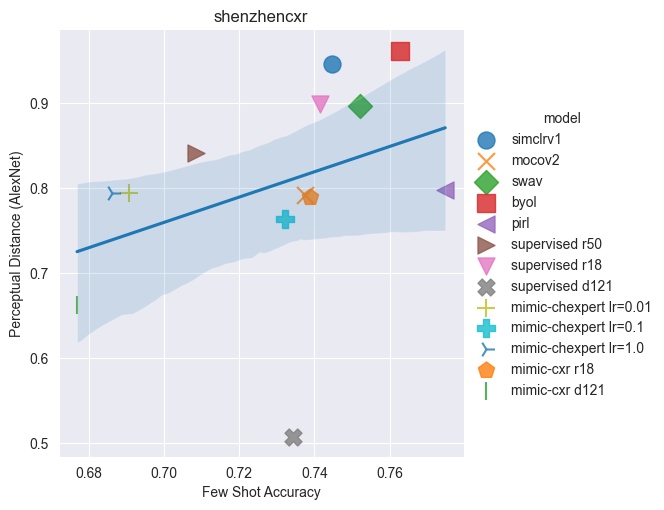 shenzhencxr
Perceptual Distance (AlexNet)
0.9
0.8
0.7
0.6
0.5
0.68 0.70 0.72 0.74 0.76
Few Shot Accuracy
model
simclrv1
mocov2
swav
byol
pirl
supervised r50
supervised r18
supervised d121
mimic-chexpert lr=0.01
mimic-chexpert lr=0.1
mimic-chexpert lr=1.0
mimic-cxr r18
mimic-cxr d121